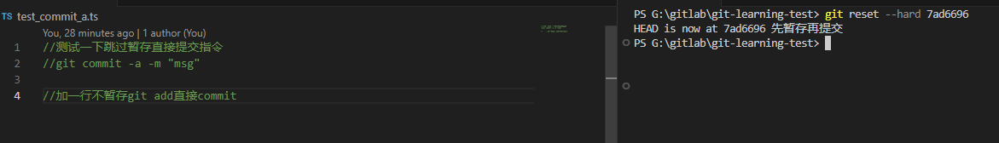 TS test_commit_a.ts
You, 28 minutes ago | 1 author (You)
1 //测试一下跳过暂存直接提交指令
2 //git commit -a -m "msg"
3
4 //加一行不暂存git add直接commit
PS G:\gitlab\git-learning-test> git reset --hard 7ad6696
HEAD is now at 7ad6696 先暂存再提交
PS G:\gitlab\git-learning-test>